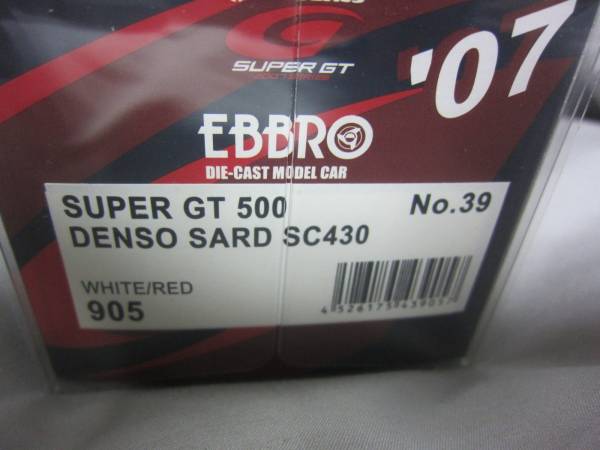 SUPER GT
'07
EBBRO
DIE-CAST MODEL CAR
SUPER GT 500 No.39
DENSO SARD SC430
WHITE/RED
905